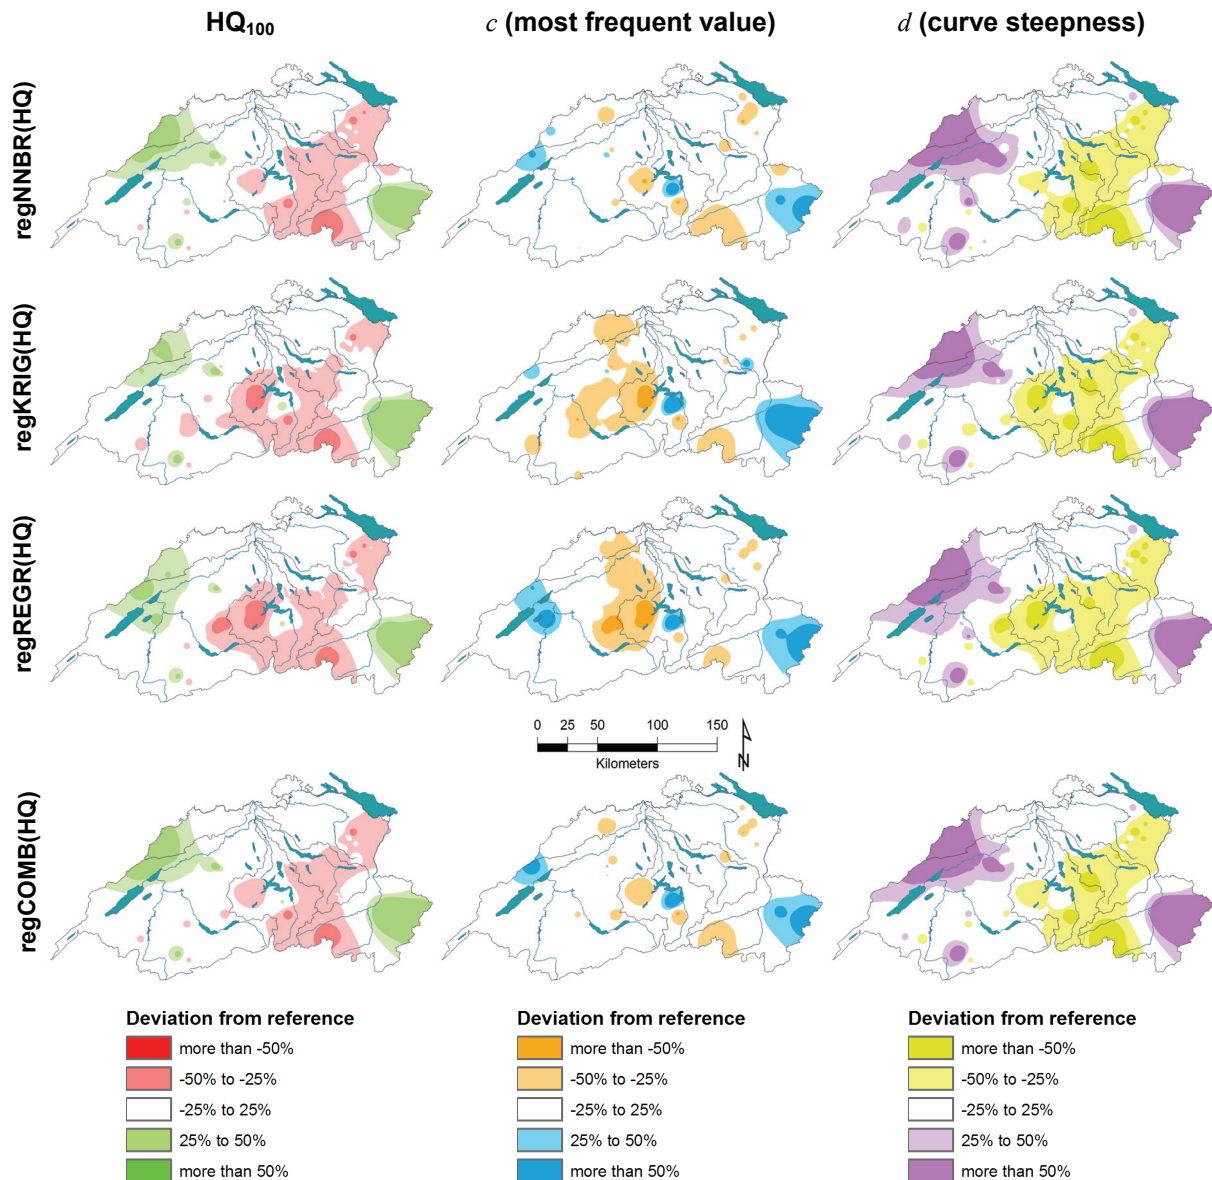 HQ100
c (most frequent value)
d (curve steepness)
regNNBR(HQ)
regKRIG(HQ)
regREGR(HQ)
0 25 50 100 150
Kilometers
N
regCOMB(HQ)
Deviation from reference
more than -50%
-50% to -25%
-25% to 25%
25% to 50%
more than 50%
Deviation from reference
more than -50%
-50% to -25%
-25% to 25%
25% to 50%
more than 50%
Deviation from reference
more than -50%
-50% to -25%
-25% to 25%
25% to 50%
more than 50%